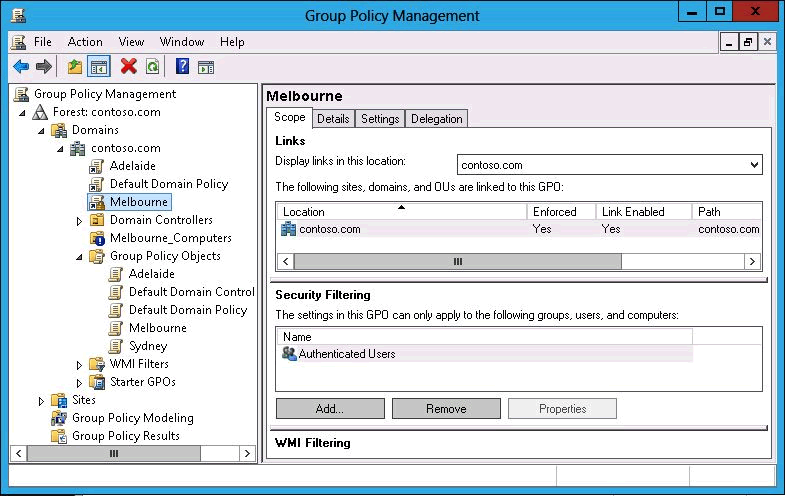 Group Policy Management
File Action View Window Help
Group Policy Management
Forest: contoso.com
Domains
contoso.com
Adelaide
Default Domain Policy
Melbourne
Domain Controllers
Melbourne_Computers
Group Policy Objects
Adelaide
Default Domain Control
Default Domain Policy
Melbourne
Sydney
WMI Filters
Starter GPOs
Sites
Group Policy Modeling
Group Policy Results
Melbourne
Scope Details Settings Delegation
Links
Display links in this location: contoso.com
The following sites, domains, and OUs are linked to this GPO:
Location Enforced Link Enabled Path
contoso.com Yes Yes contoso.com
Security Filtering
The settings in this GPO can only apply to the following groups, users, and computers:
Name
Authenticated Users
Add... Remove Properties
WMI Filtering